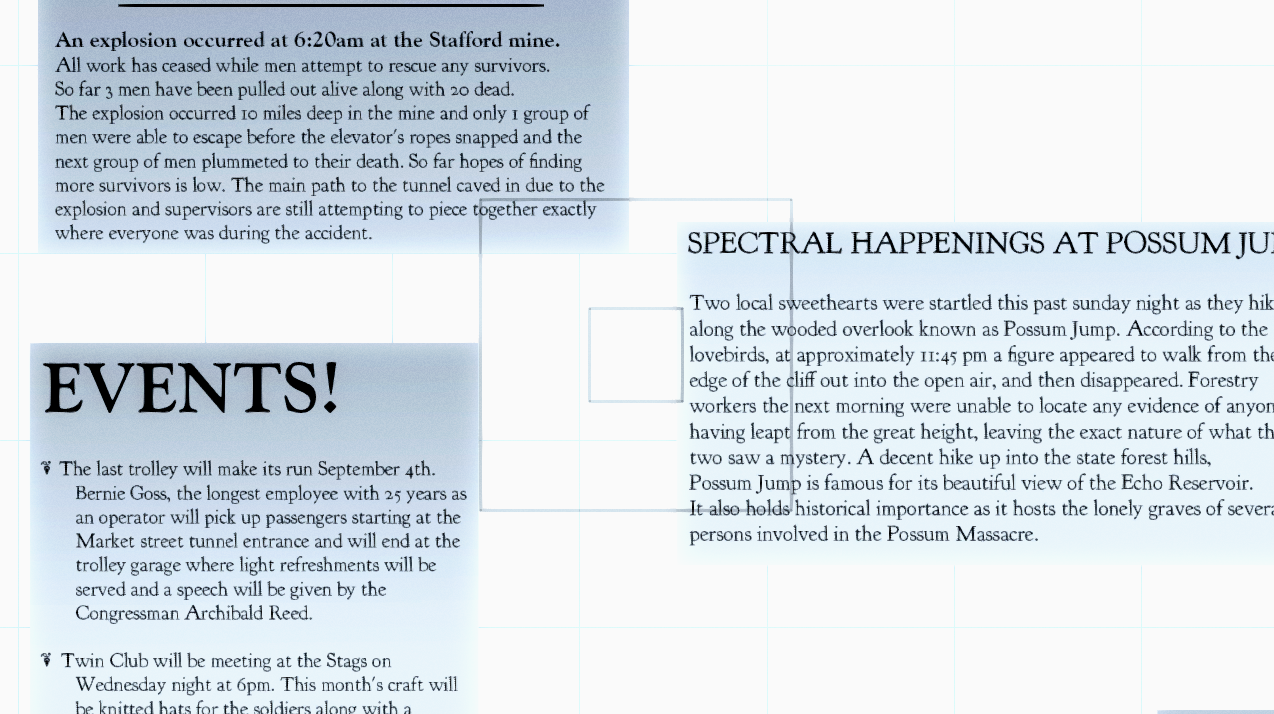 An explosion occurred at 6:20am at the Stafford mine.
All work has ceased while men attempt to rescue any survivors.
So far 3 men have been pulled out alive along with 20 dead.
The explosion occurred 10 miles deep in the mine and only 1 group of
men were able to escape before the elevator's ropes snapped and the
next group of men plummeted to their death. So far hopes of finding
more survivors is low. The main path to the tunnel caved in due to the
explosion and supervisors are still attempting to piece together exactly
where everyone was during the accident.
EVENTS!
The last trolley will make its run September 4th.
Bernie Goss, the longest employee with 25 years as
an operator will pick up passengers starting at the
Market street tunnel entrance and will end at the
trolley garage where light refreshments will be
served and a speech will be given by the
Congressman Archibald Reed.
Twin Club will be meeting at the Stags on
Wednesday night at 6pm. This month's craft will
be knitted hats for the soldiers along with a
SPECTRAL HAPPENINGS AT POSSUM
Two local sweethearts were startled this past sunday night as they
along the wooded overlook known as Possum Jump. According to the
lovebirds, at approximately 11:45 pm a figure appeared to walk from
edge of the cliff out into the open air, and then disappeared. Forestry
workers the next morning were unable to locate any evidence of
having leapt from the great height, leaving the exact nature of what
two saw a mystery. A decent hike up into the state forest hills,
Possum Jump is famous for its beautiful view of the Echo Reservoir.
It also holds historical importance as it hosts the lonely graves of
persons involved in the Possum Massacre.